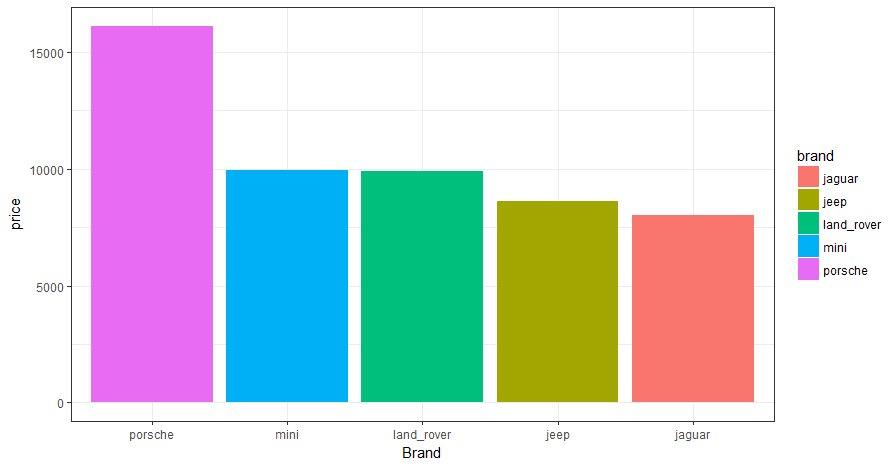 15000
10000
5000
0
price
porsche
mini
land_rover
jeep
jaguar
Brand
brand
jaguar
jeep
land_rover
mini
porsche